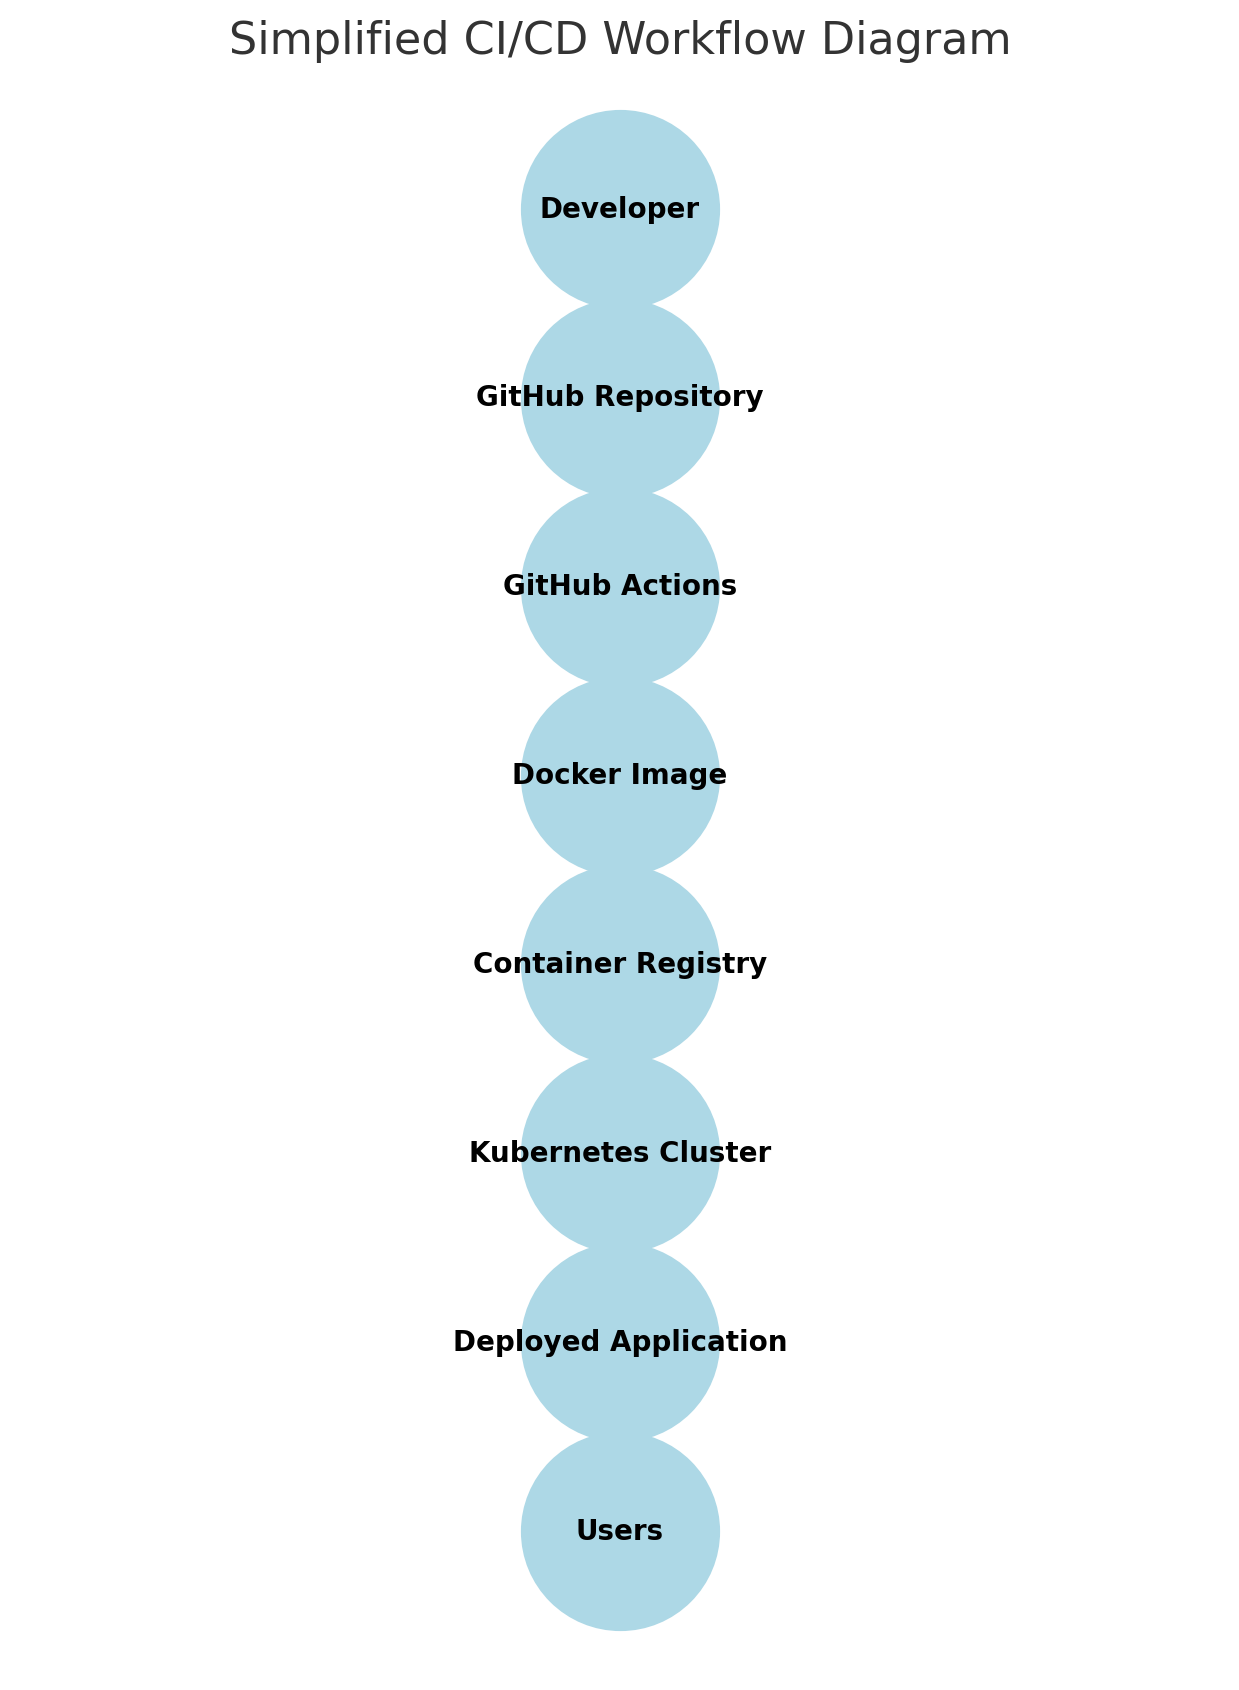 Simplified CI/CD Workflow Diagram
Developer
GitHub Repository
GitHub Actions
Docker Image
Container Registry
Kubernetes Cluster
Deployed Application
Users